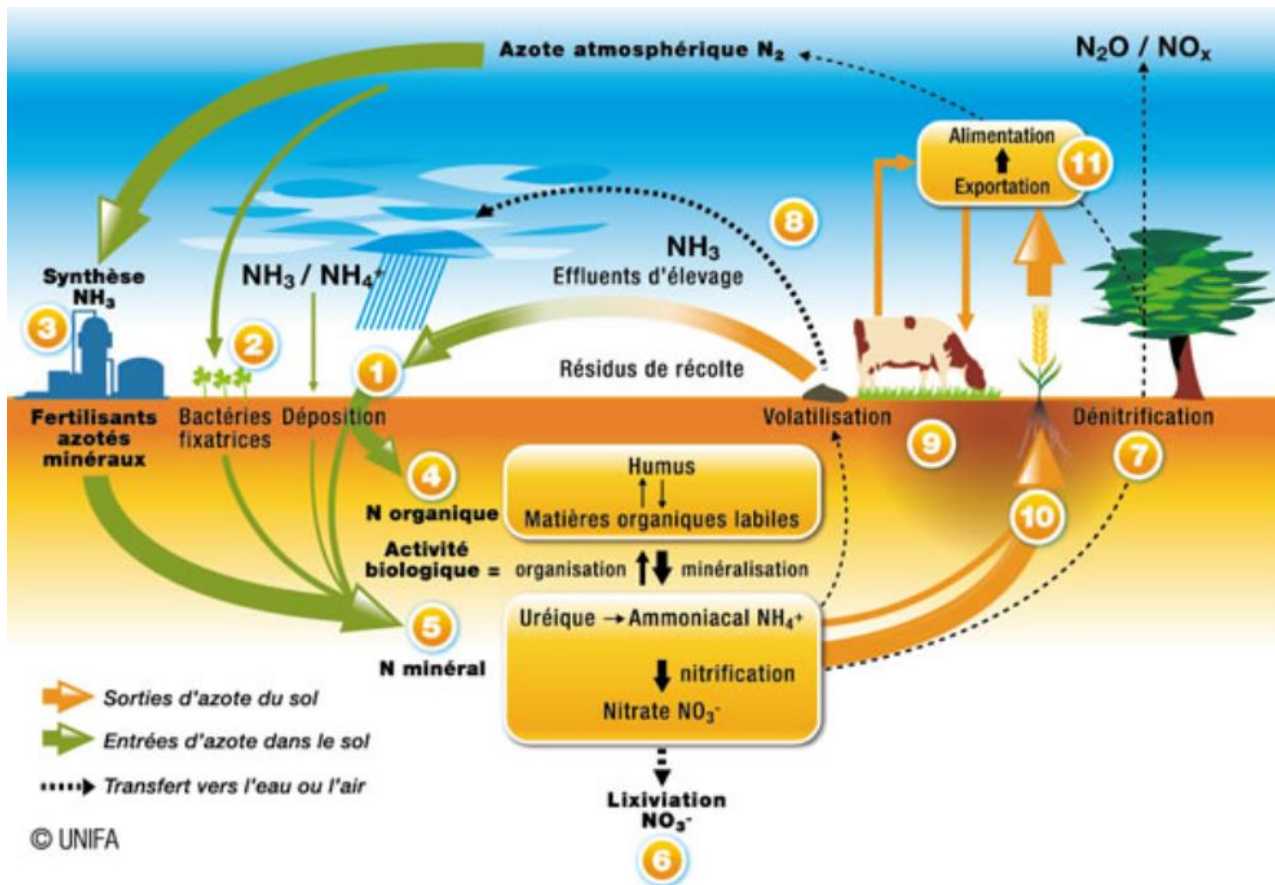 Azote atmosphérique N₂
N₂O / NOₓ
Alimentation
11
Exportation
8
NH₃
Effluents d'élevage
Synthèse
NH₃
NH₃ / NH₄⁺
3
2
1
Résidus de récolte
Fertilisants
azotés
minéraux
Bactéries
fixatrices
Déposition
Volatilisation
9
Dénitrification
7
4
N organique
Humus
Matières organiques labiles
10
Activité
biologique =
organisation
minéralisation
5
N minéral
Uréique → Ammoniacal NH₄⁺
nitrification
Nitrate NO₃⁻
Sorties d'azote du sol
Entrées d'azote dans le sol
Transfert vers l'eau ou l'air
Lixiviation
NO₃⁻
6
© UNIFA